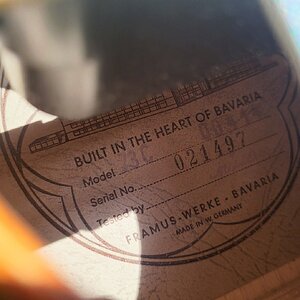 BUILT IN THE HEART OF BAVARIA
Model
Serial No. 021497
Tested by
FRAMUS-WERKE · BAVARIA
MADE IN W. GERMANY